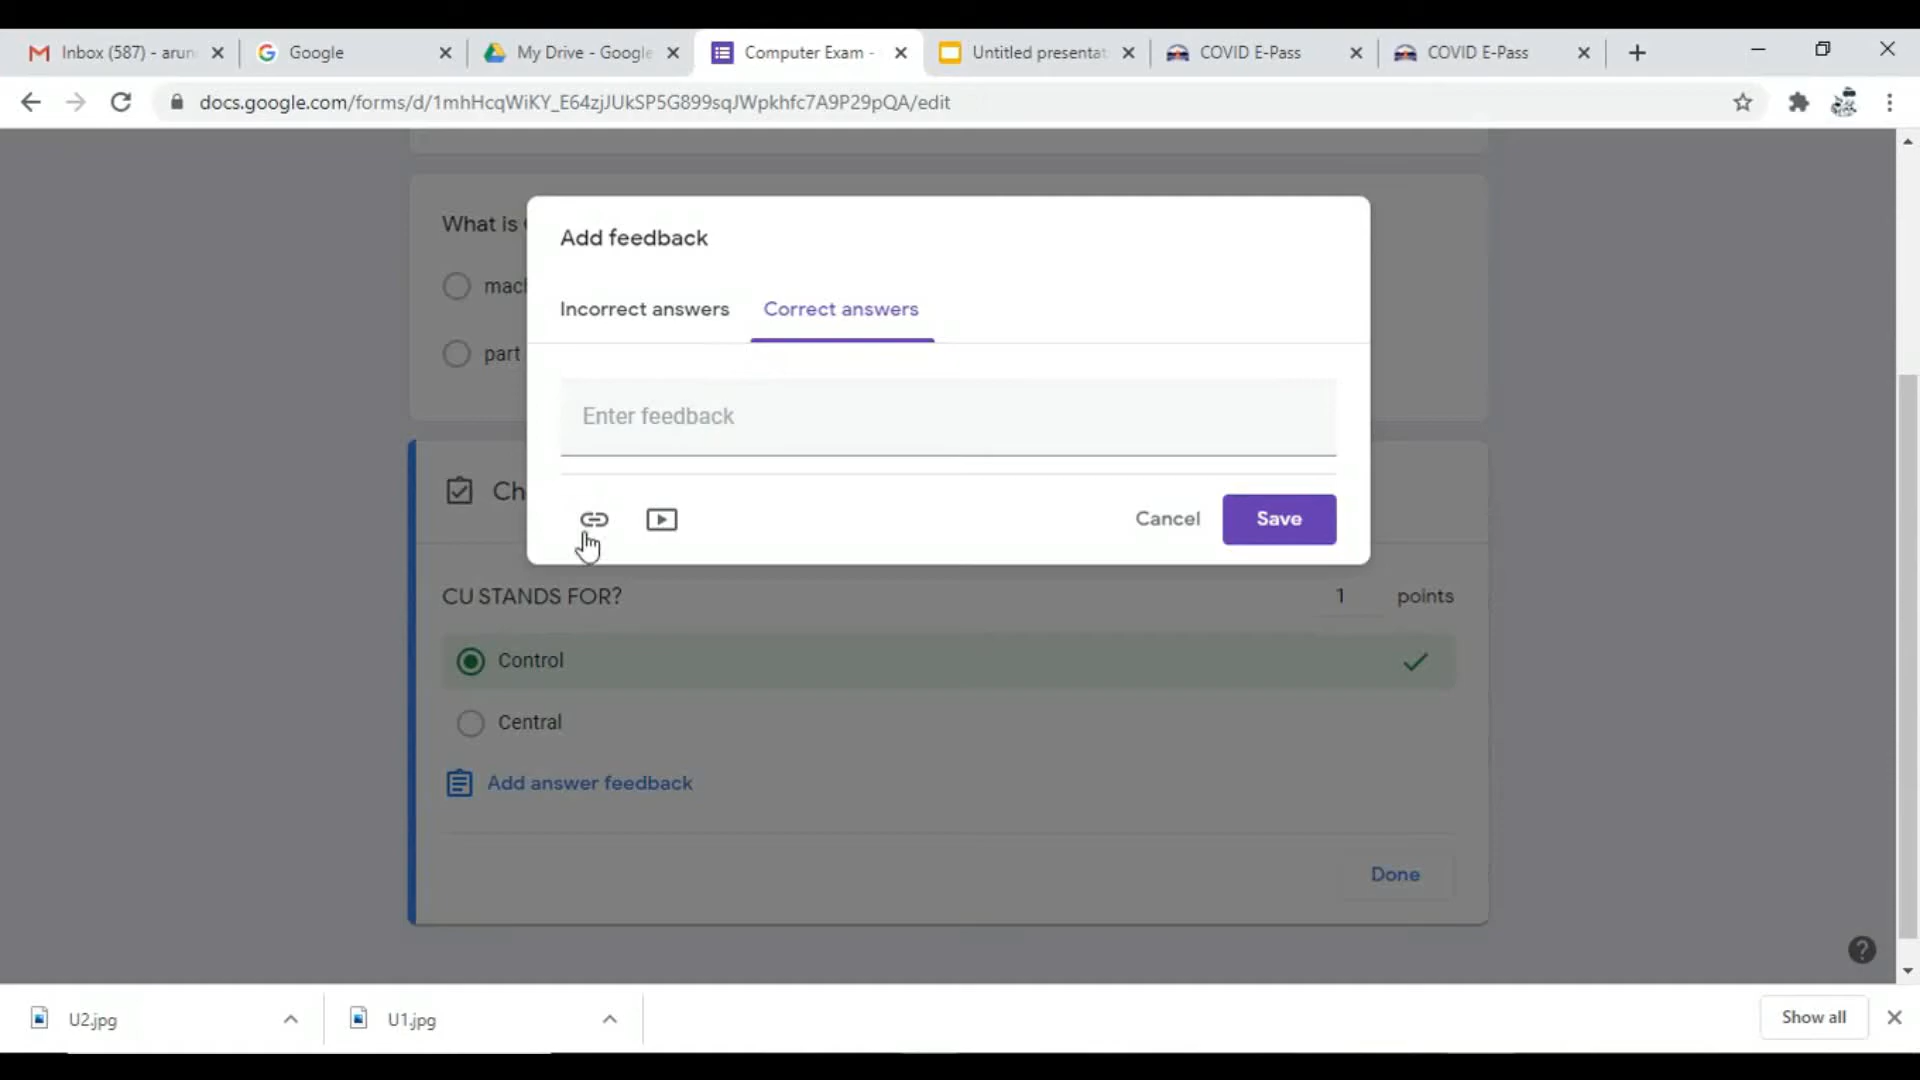 Inbox (587) - arun
Google
My Drive - Google
Computer Exam -
Untitled presentat
COVID E-Pass
COVID E-Pass
docs.google.com/forms/d/1mhHcqWiKY_E64zjJUkSP5G899sqJWpkhfc7A9P29pQA/edit
What is
Add feedback
Incorrect answers
Correct answers
part
Enter feedback
Cancel
Save
CU STANDS FOR?
1
points
Control
Central
Add answer feedback
Done
U2.jpg
U1.jpg
Show all